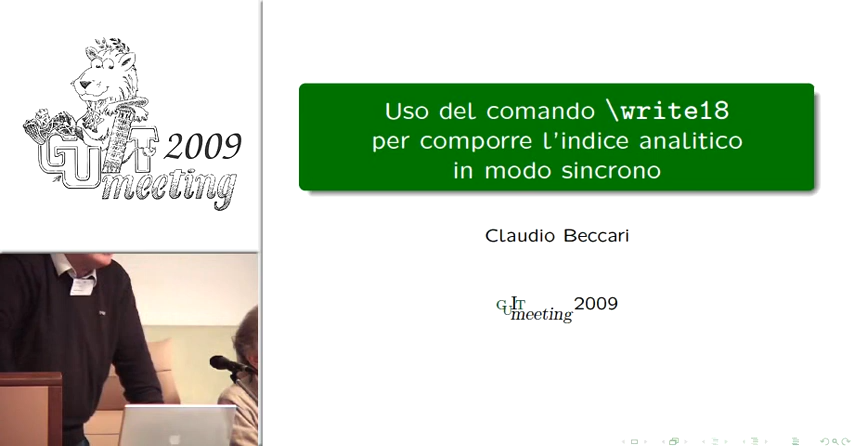 GUIT 2009
meeting
Uso del comando \write18
per comporre l'indice analitico
in modo sincrono
Claudio Beccari
GUIT
meeting 2009